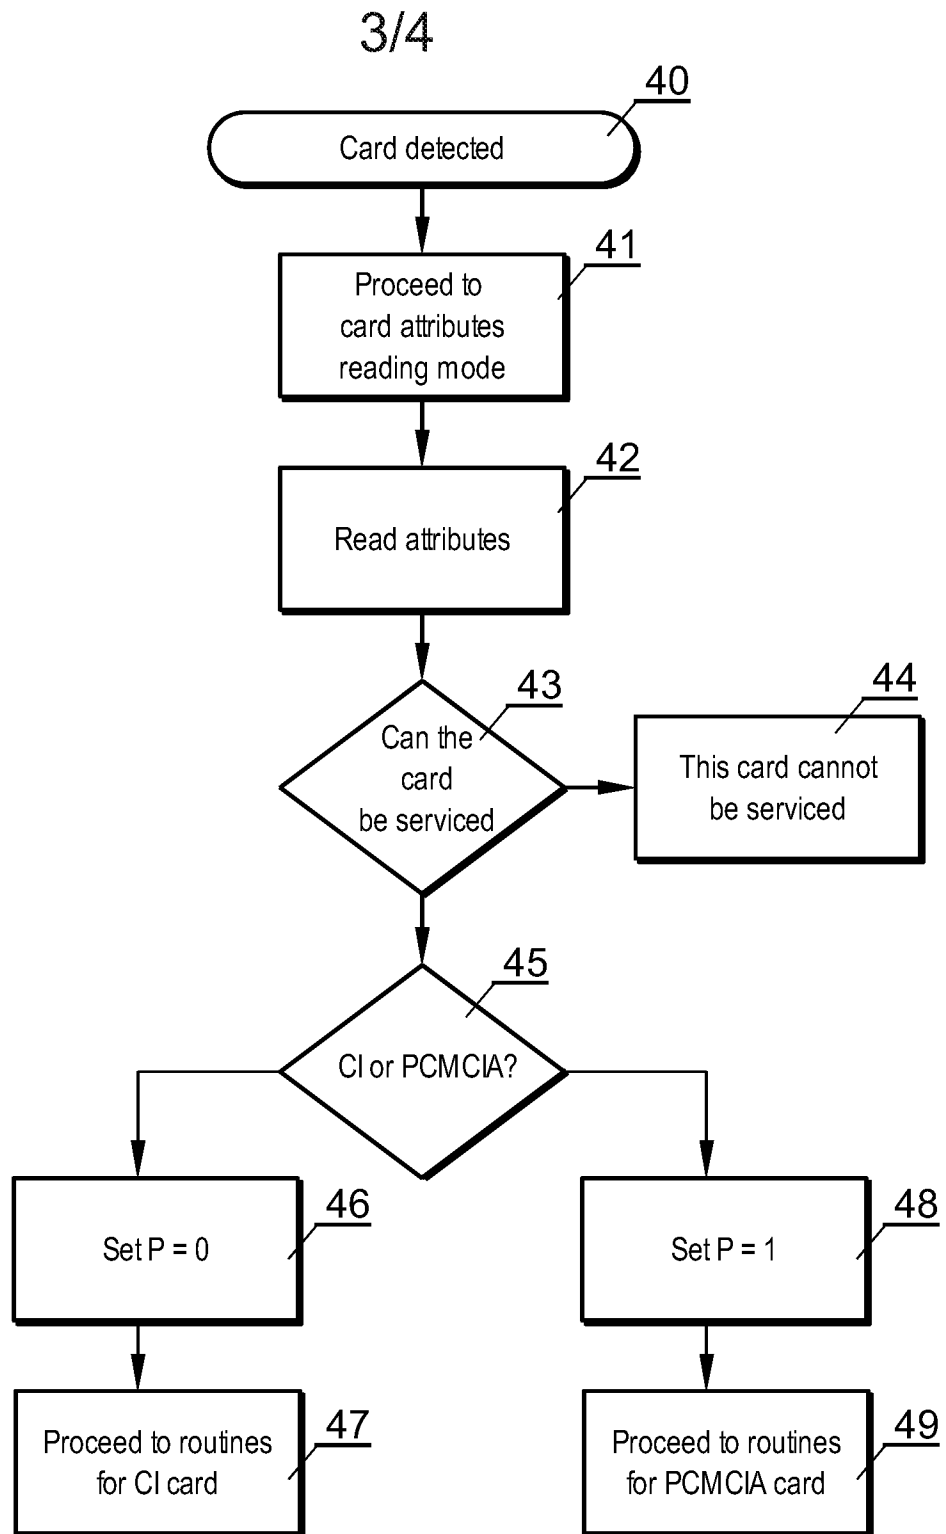 3/4
40
Card detected
41
Proceed to
card attributes
reading mode
42
Read attributes
43
Can the
card
be serviced
44
This card cannot
be serviced
45
CI or PCMCIA?
46
Set P = 0
48
Set P = 1
47
Proceed to routines
for CI card
49
Proceed to routines
for PCMCIA card